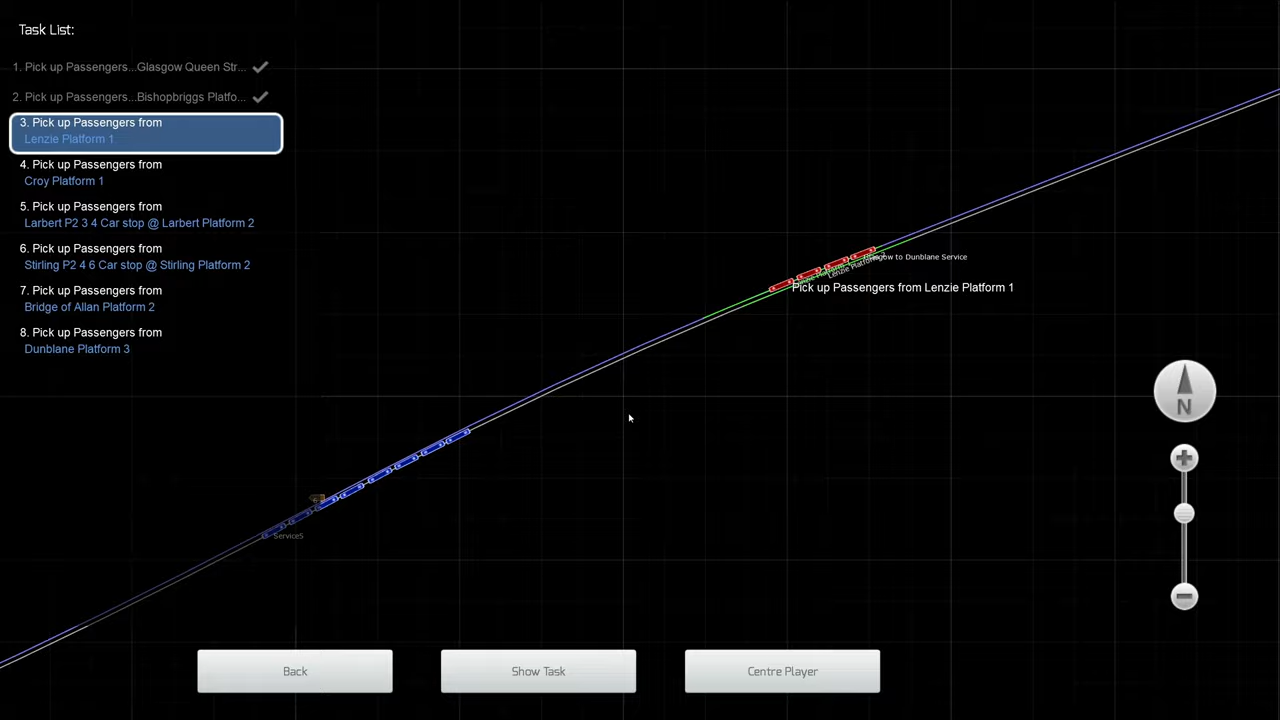 Task List:
1. Pick up Passengers...Glasgow Queen Str...
2. Pick up Passengers...Bishopbriggs Platfo...
3. Pick up Passengers from
Lenzie Platform 1
4. Pick up Passengers from
Croy Platform 1
5. Pick up Passengers from
Larbert P2 3 4 Car stop @ Larbert Platform 2
6. Pick up Passengers from
Stirling P2 4 6 Car stop @ Stirling Platform 2
7. Pick up Passengers from
Bridge of Allan Platform 2
8. Pick up Passengers from
Dunblane Platform 3
to Dunblane Service
Lenzie Platform
Pick up Passengers from Lenzie Platform 1
N
Services
Back
Show Task
Centre Player